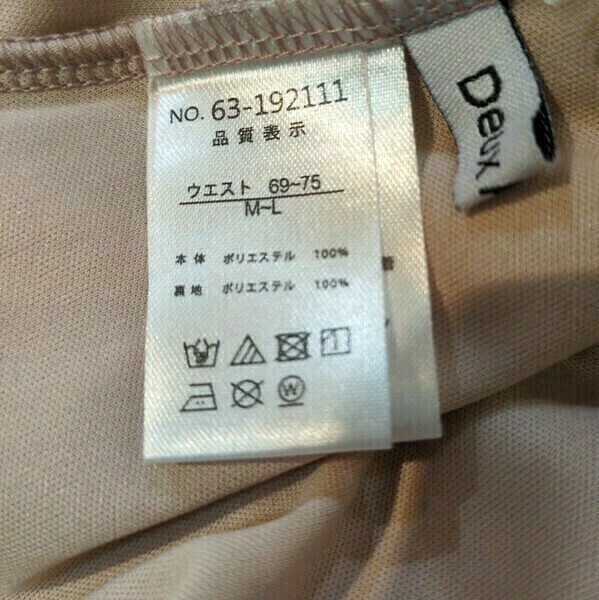 NO. 63-192111
品質表示
ウエスト 69~75
M~L
本体 ポリエステル 100%
裏地 ポリエステル 100%
W
Deux
着